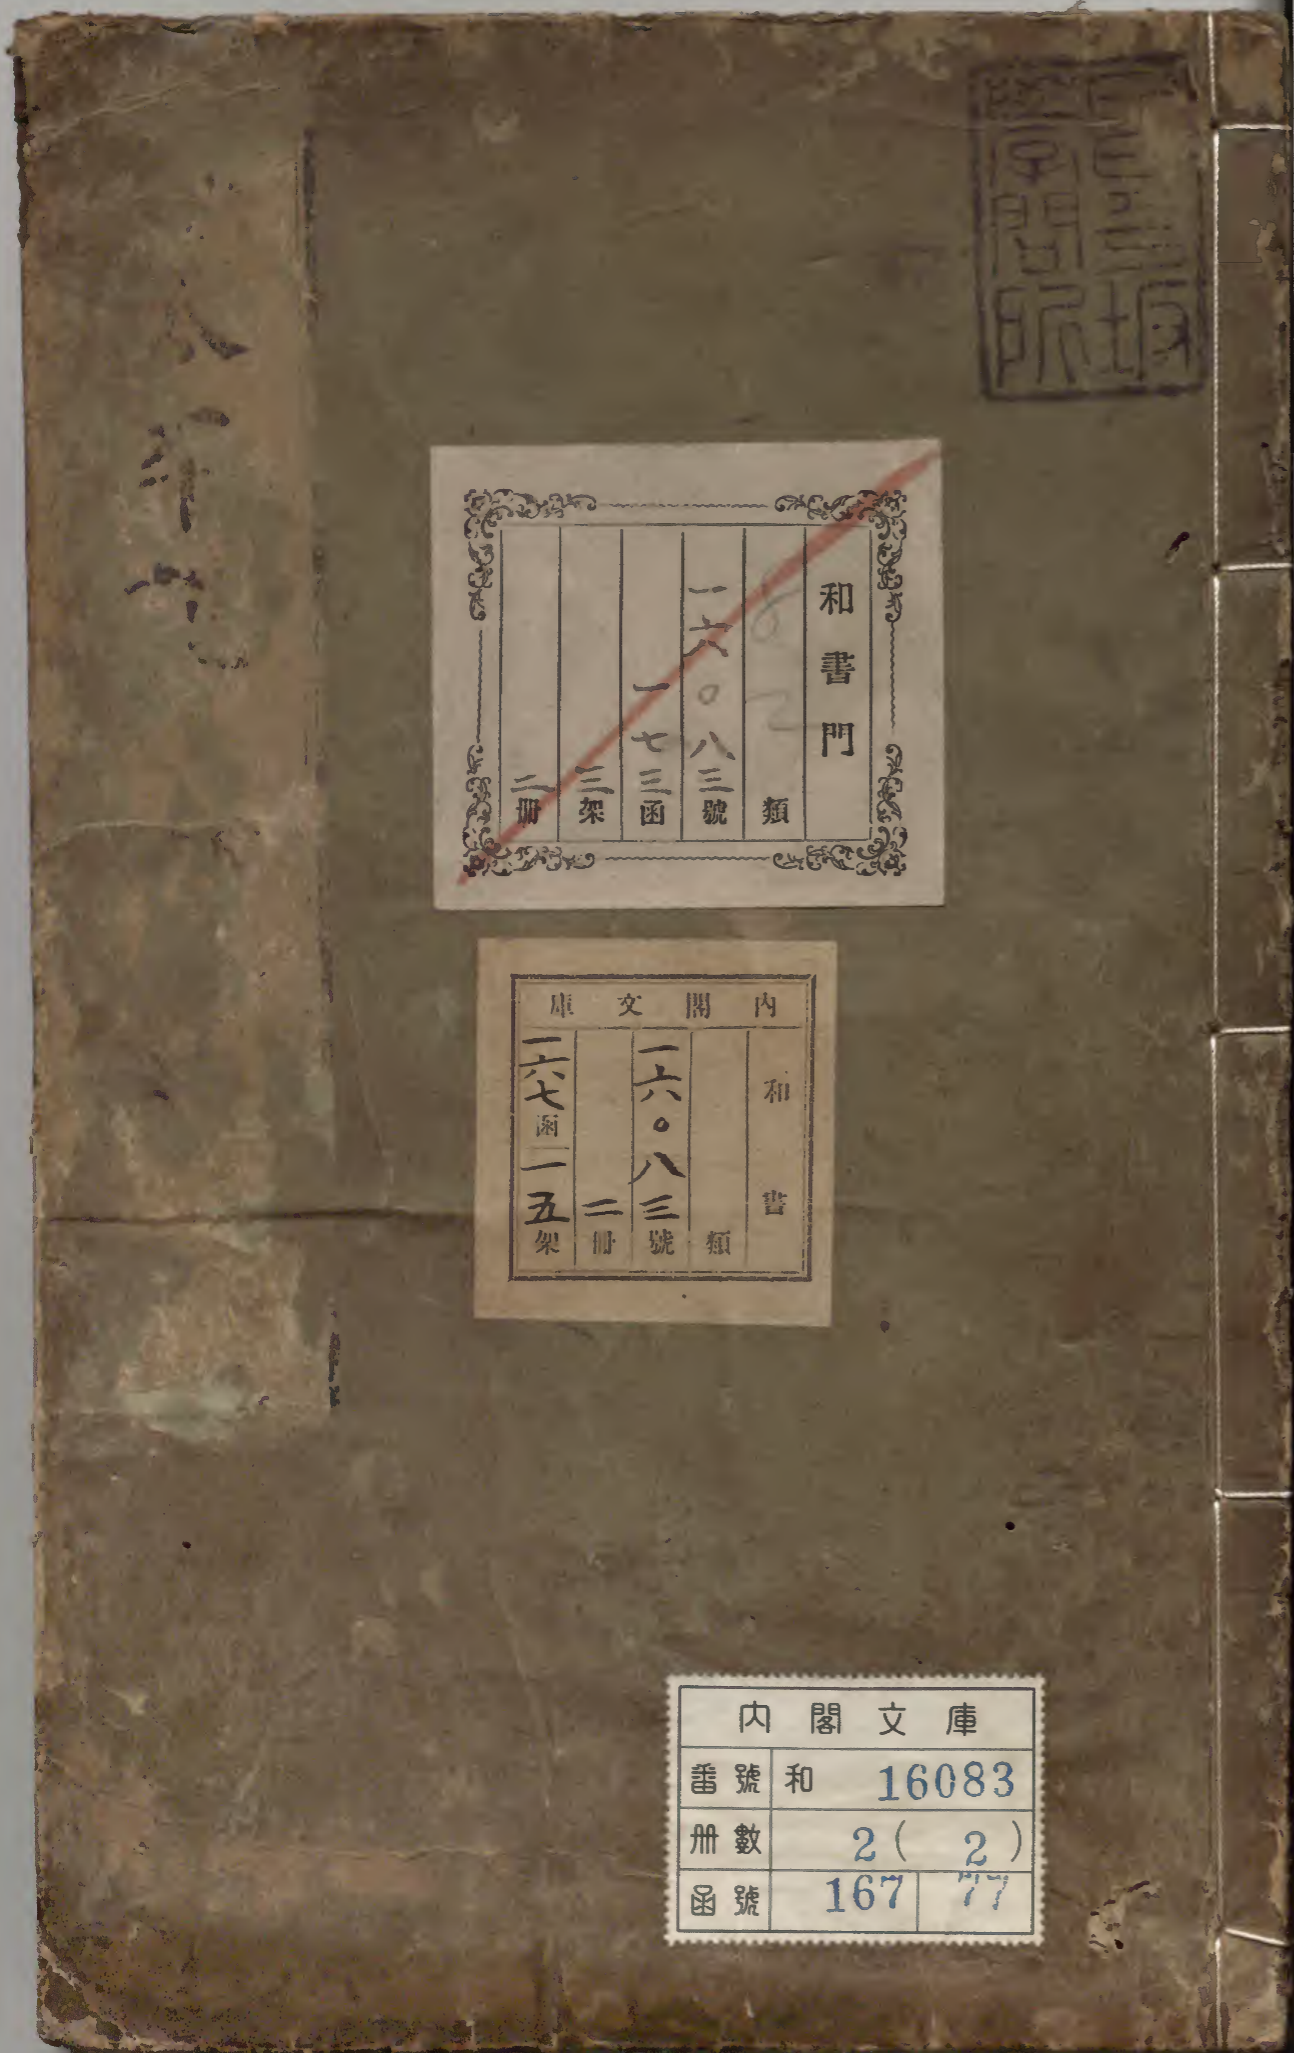 昌平坂
学問所
和書門
類
一六〇八三號
一七三函
三架
二冊
内閣文庫
和書
類
一六〇八三號
二冊
一六七函一五架
内閣文庫
番號 和 16083
册數 2(2)
函號 167 77